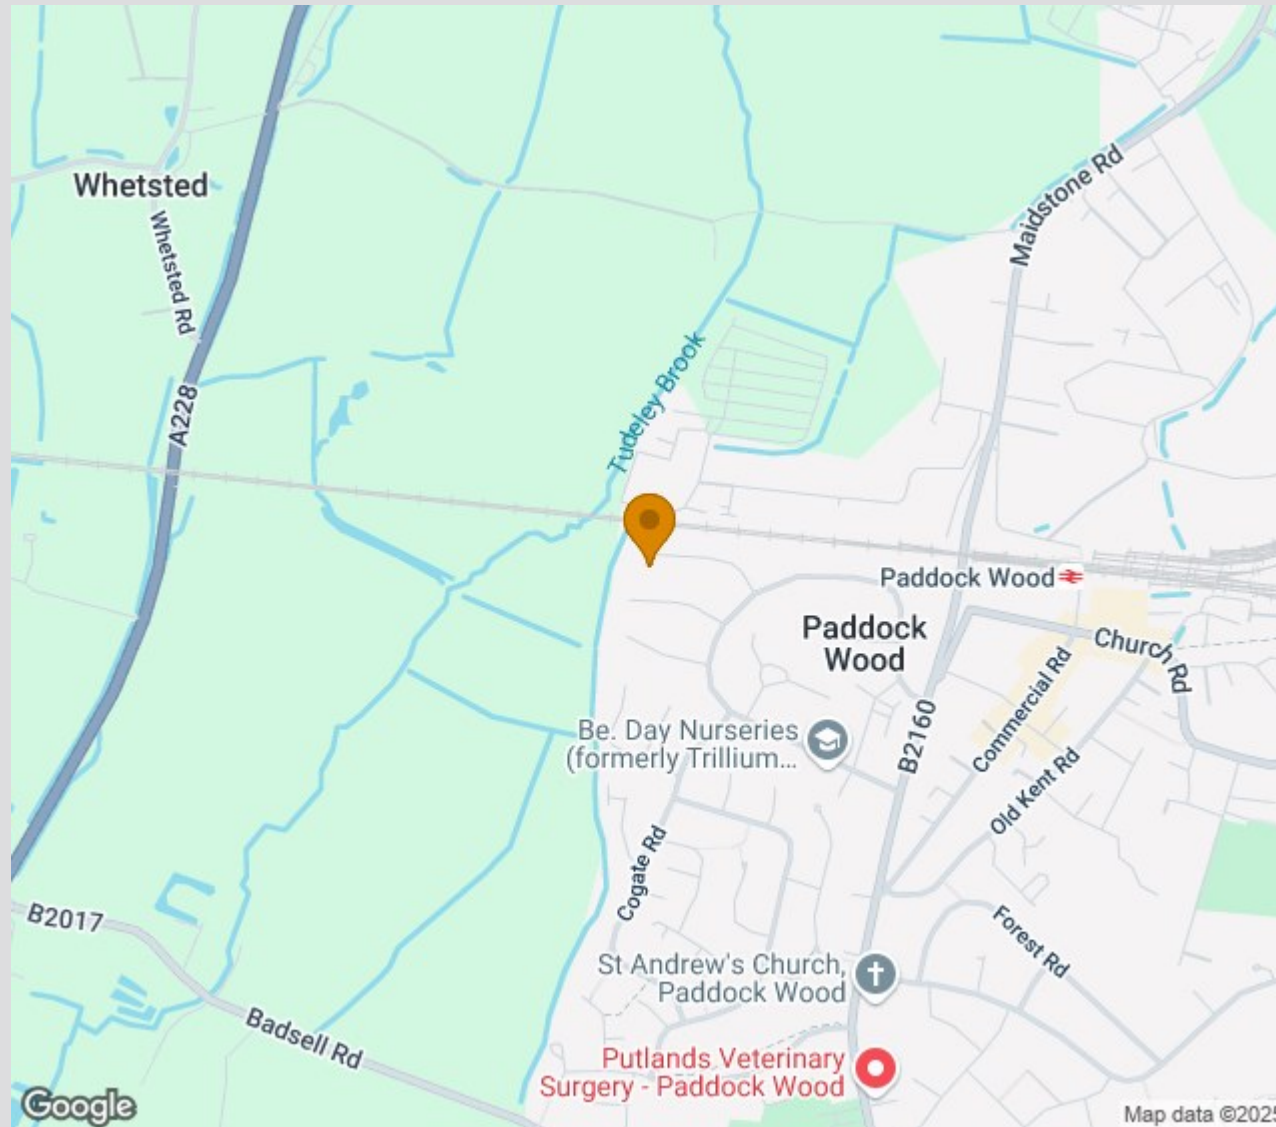 Whetsted
Whetsted Rd
A228
Maidstone Rd
Tudeley Brook
Paddock Wood
Paddock
Wood
Church Rd
Commercial Rd
B2160
Old Kent Rd
Be. Day Nurseries
(formerly Trillium...
Cogate Rd
B2017
Forest Rd
St Andrew's Church,
Paddock Wood
Badsell Rd
Putlands Veterinary
Surgery - Paddock Wood
Google
Map data ©2025